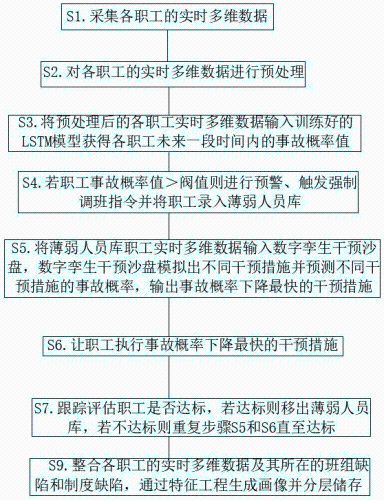 S1.采集各职工的实时多维数据
S2.对各职工的实时多维数据进行预处理
S3.将预处理后的各职工实时多维数据输入训练好的
LSTM模型获得各职工未来一段时间内的事故概率值
S4.若职工事故概率值＞阀值则进行预警、触发强制
调班指令并将职工录入薄弱人员库
S5.将薄弱人员库职工实时多维数据输入数字孪生干预沙
盘，数字孪生干预沙盘模拟出不同干预措施并预测不同干
预措施的事故概率，输出事故概率下降最快的干预措施
S6.让职工执行事故概率下降最快的干预措施
S7.跟踪评估职工是否达标，若达标则移出薄弱人员
库，若不达标则重复步骤S5和S6直至达标
S9.整合各职工的实时多维数据及其所在的班组缺
陷和制度缺陷，通过特征工程生成画像并分层储存